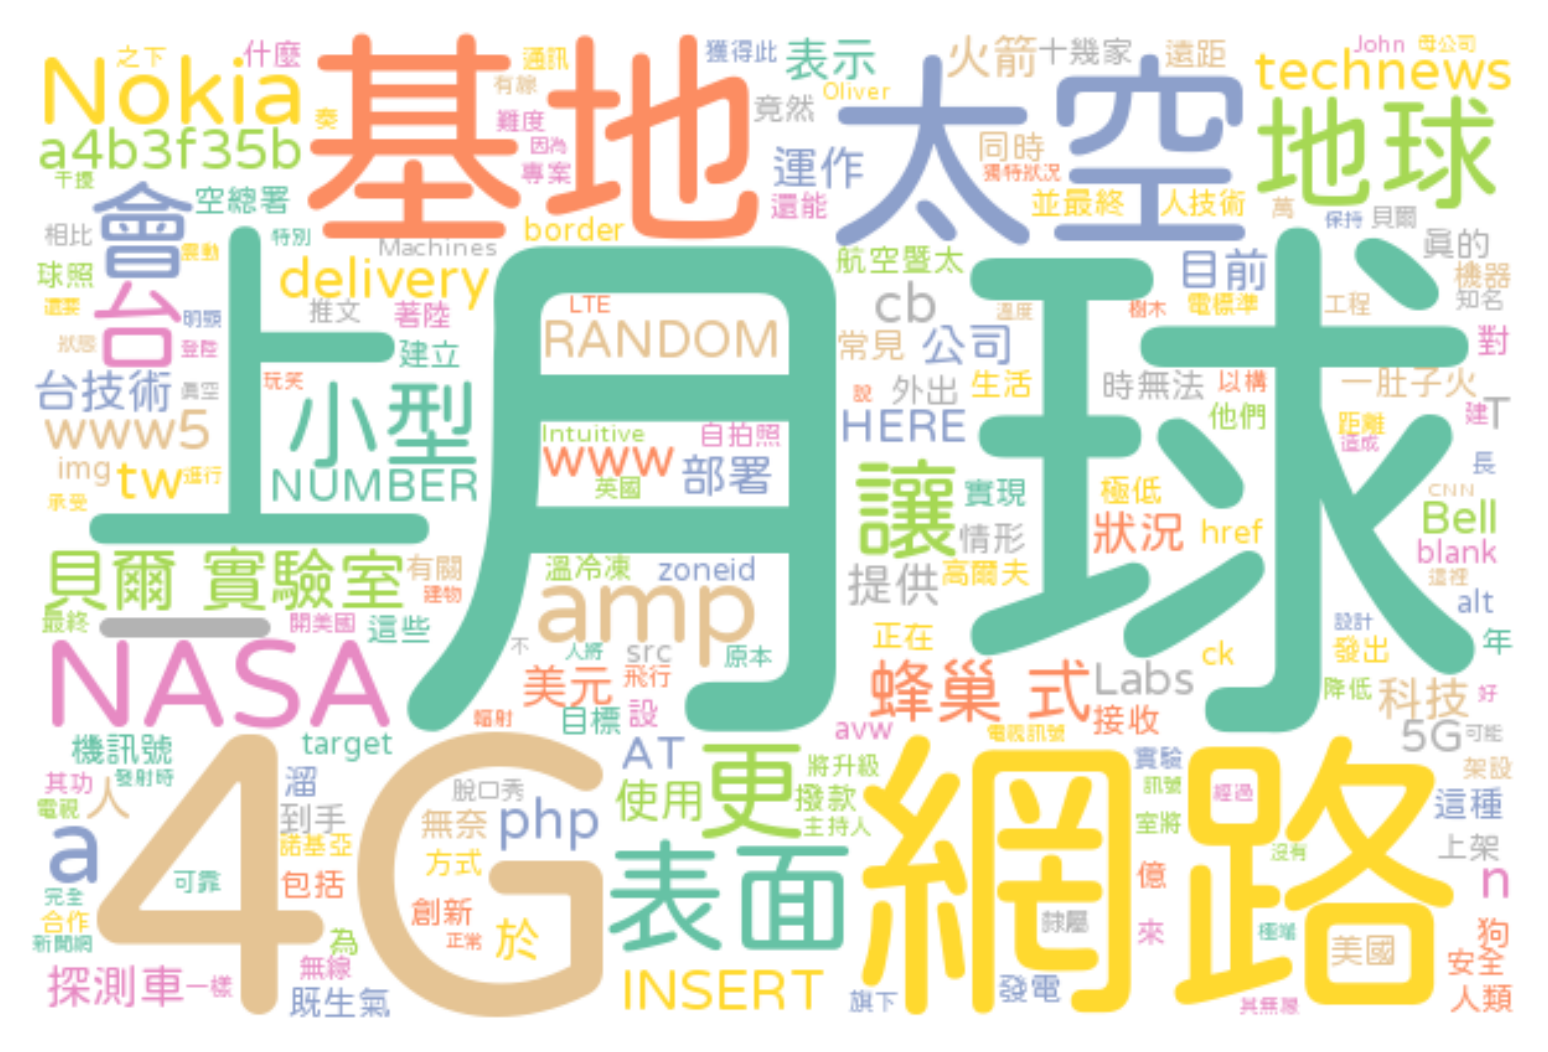 之下 什麼 通訊 獲得此 表示 火箭 十幾家 遠距 John 母公司
Nokia 基地 有線 太空 technews
奏 難度 竟然 Oliver 地球
a4b3f35b 因為 運作 同時
干擾 專案 獨特狀況
會 空總署 還能 並最終 人技術 萬 保持 貝爾
相比 特別 Machines border 真的
震動 航空暨太 目前 機器
球照 delivery cb 知名
還要 明顯 推文 著陸 LTE 溫度 樹木 電標準 工程
台 上月球 RANDOM 常見 公司 對
狀態 登陸 建立
台技術 真空 玩笑 說 外出 生活 時無法 以構 一肚子火
www5 小型 HERE 他們 距離 建 T
Intuitive 自拍照 造成
img tw 進行 NUMBER www 部署 讓 實現 極低 長
承受 英國 CNN
情形 狀況 href Bell
貝爾 實驗室 有關 溫冷凍 zoneid 提供 高爾夫 blank
建物 amp 這裡
最終 一 開美國 這些 正在 設計 alt
NASA 不 人將 src 原本 ck 發出 年
美元 飛行 蜂巢 式 Labs 降低 科技 好
輻射 目標 設 接收
機訊號 target avw 電視訊號 5G 可能
4G AT 更 將升級 網路 實驗 架設
其功 發射時 溜 脫口秀 訊號 經過
電視 人 到手 無奈 php 使用 撥款 這種
主持人 室將
a 諾基亞 方式 表面 沒有 上架
可靠 包括 億 n
完全 創新
合作 正常 於 隸屬 來 極端 狗
新聞網 為 美國
探測車 一樣 無線 INSERT 發電 安全
既生氣 旗下 其無線 人類